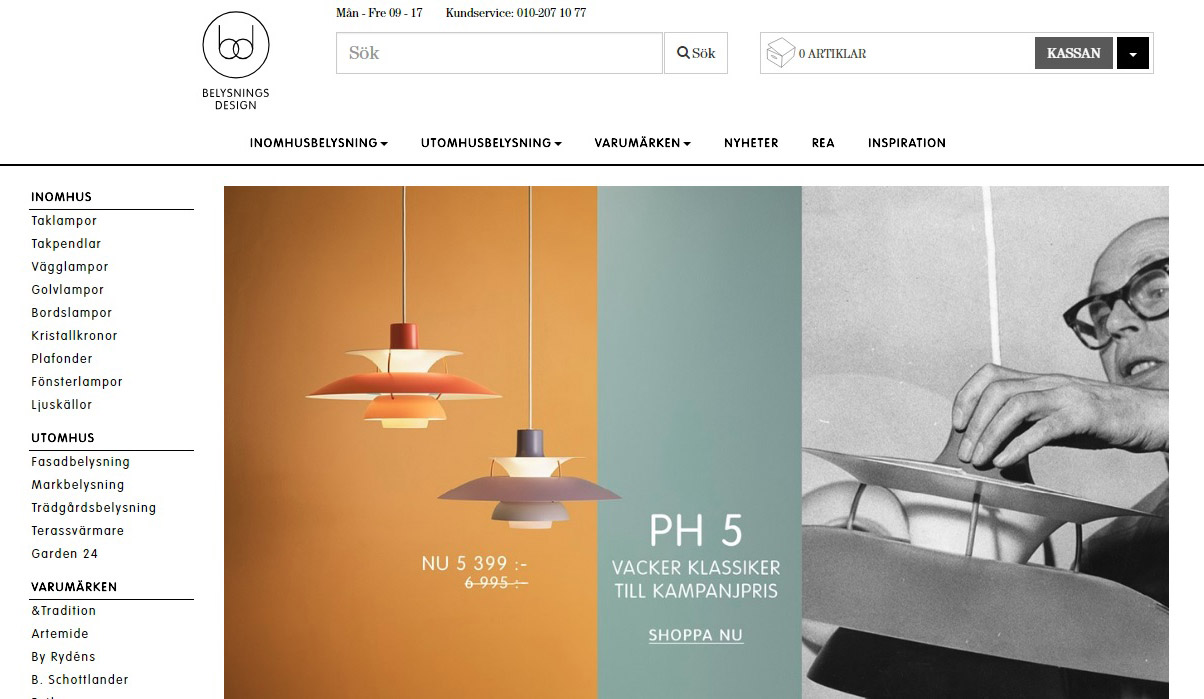 Mån - Fre 09 - 17 Kundservice: 010-207 10 77
bd
BELYSNINGS
DESIGN
Sök
Sök
0 ARTIKLAR
KASSAN
INOMHUSBELYSNING UTOMHUSBELYSNING VARUMÄRKEN NYHETER REA INSPIRATION
INOMHUS
Taklampor
Takpendlar
Vägglampor
Golvlampor
Bordslampor
Kristallkronor
Plafonder
Fönsterlampor
Ljuskällor
UTOMHUS
Fasadbelysning
Markbelysning
Trädgårdsbelysning
Terassvärmare
Garden 24
VARUMÄRKEN
&Tradition
Artemide
By Rydéns
B. Schottlander
NU 5 399 :-
6 995 :-
PH 5
VACKER KLASSIKER
TILL KAMPANJPRIS
SHOPPA NU